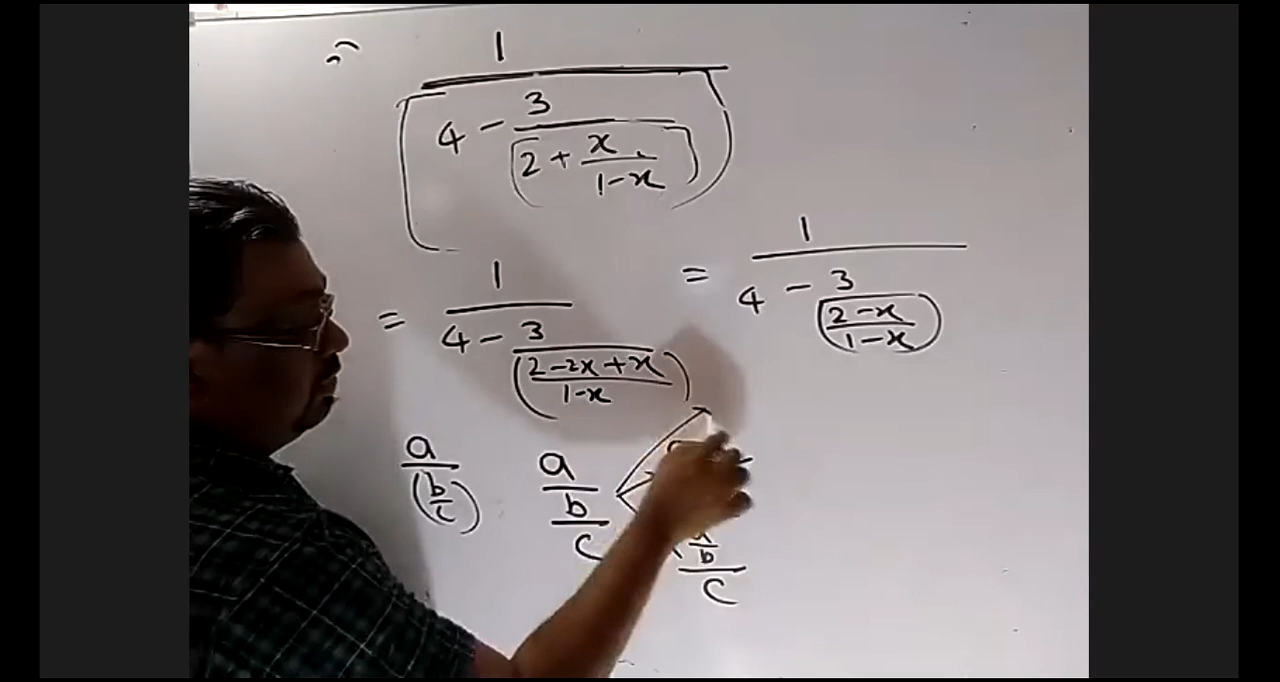 1
4 - 3
2 + x
1-x
= 1
4 - 3
(2-2x+x)
1-x
= 1
4 - 3
(2-x)
1-x
a
(b
c)
a
b
c
b
c